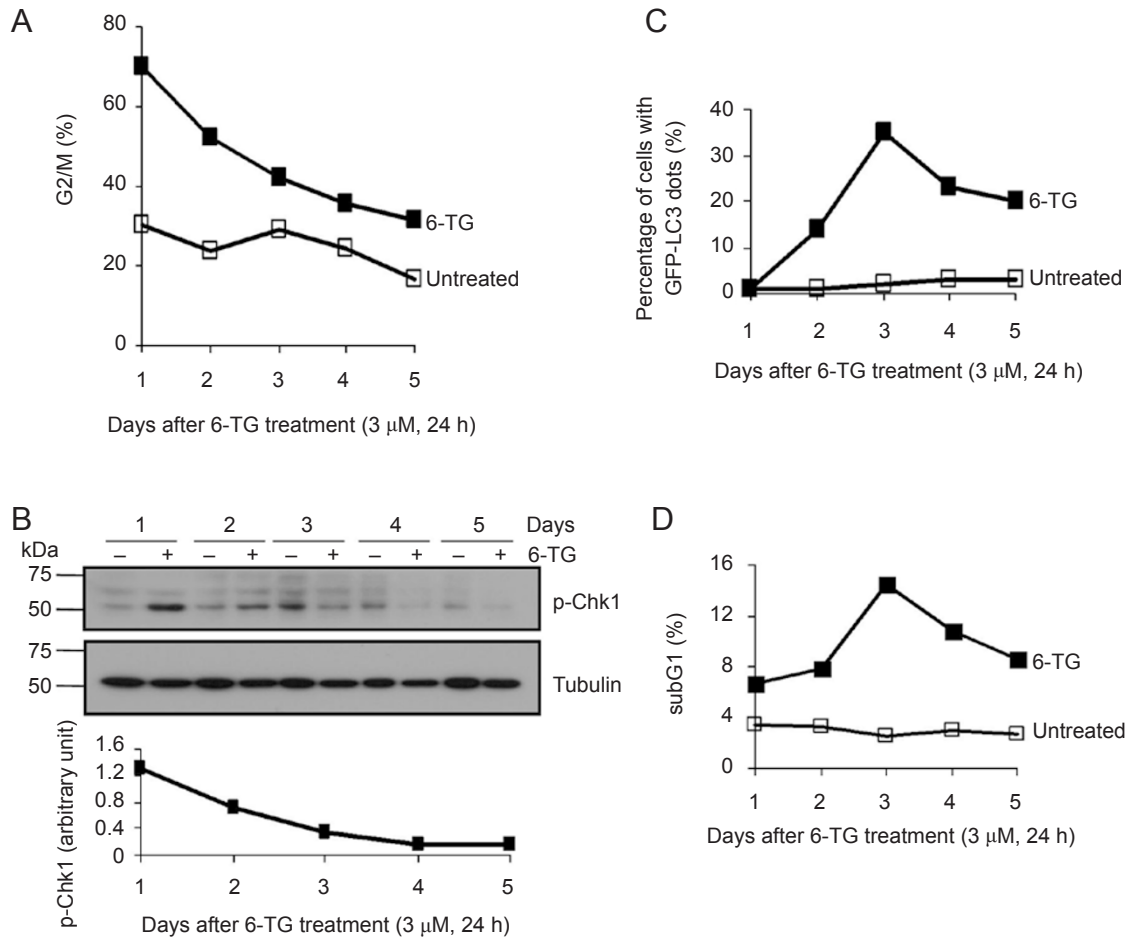 A
80
60
40
20
0
G2/M (%)
6-TG
Untreated
1 2 3 4 5
Days after 6-TG treatment (3 μM, 24 h)
B
1 2 3 4 5 Days
kDa – + – + – + – + – + 6-TG
75
50
p-Chk1
75
50
Tubulin
1.6
1.2
0.8
0.4
0
p-Chk1 (arbitrary unit)
1 2 3 4 5
Days after 6-TG treatment (3 μM, 24 h)
C
40
30
20
10
0
Percentage of cells with
GFP-LC3 dots (%)
6-TG
Untreated
1 2 3 4 5
Days after 6-TG treatment (3 μM, 24 h)
D
16
12
8
4
0
subG1 (%)
6-TG
Untreated
1 2 3 4 5
Days after 6-TG treatment (3 μM, 24 h)